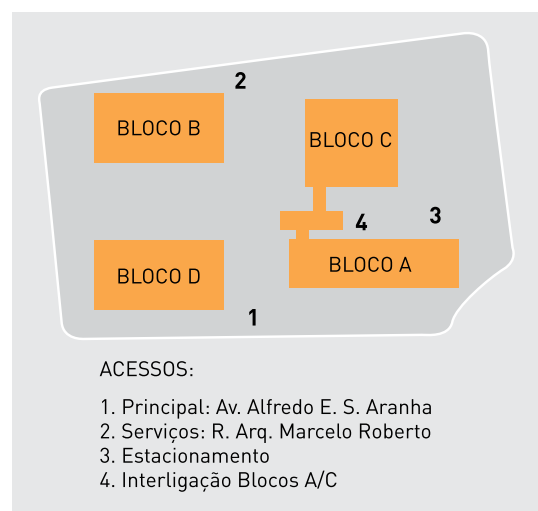 2
BLOCO B
BLOCO C
3
4
BLOCO D
BLOCO A
1
ACESSOS:
1. Principal: Av. Alfredo E. S. Aranha
2. Serviços: R. Arq. Marcelo Roberto
3. Estacionamento
4. Interligação Blocos A/C